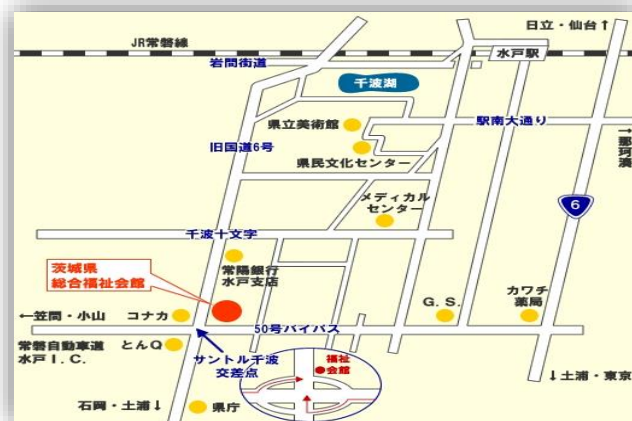 日立・仙台↑
JR常磐線
水戸駅
岩間街道
千波湖
県立美術館
駅南大通り
→那珂湊
旧国道6号
県民文化センター
メディカル
センター
6
千波十文字
茨城県
総合福祉会館
常陽銀行
水戸支店
←笠間・小山
コナカ
G.S.
カワチ
薬局
50号バイパス
常磐自動車道
水戸I.C.
とんQ
サントル千波
交差点
福祉
会館
↓土浦・東京
石岡・土浦↓
県庁